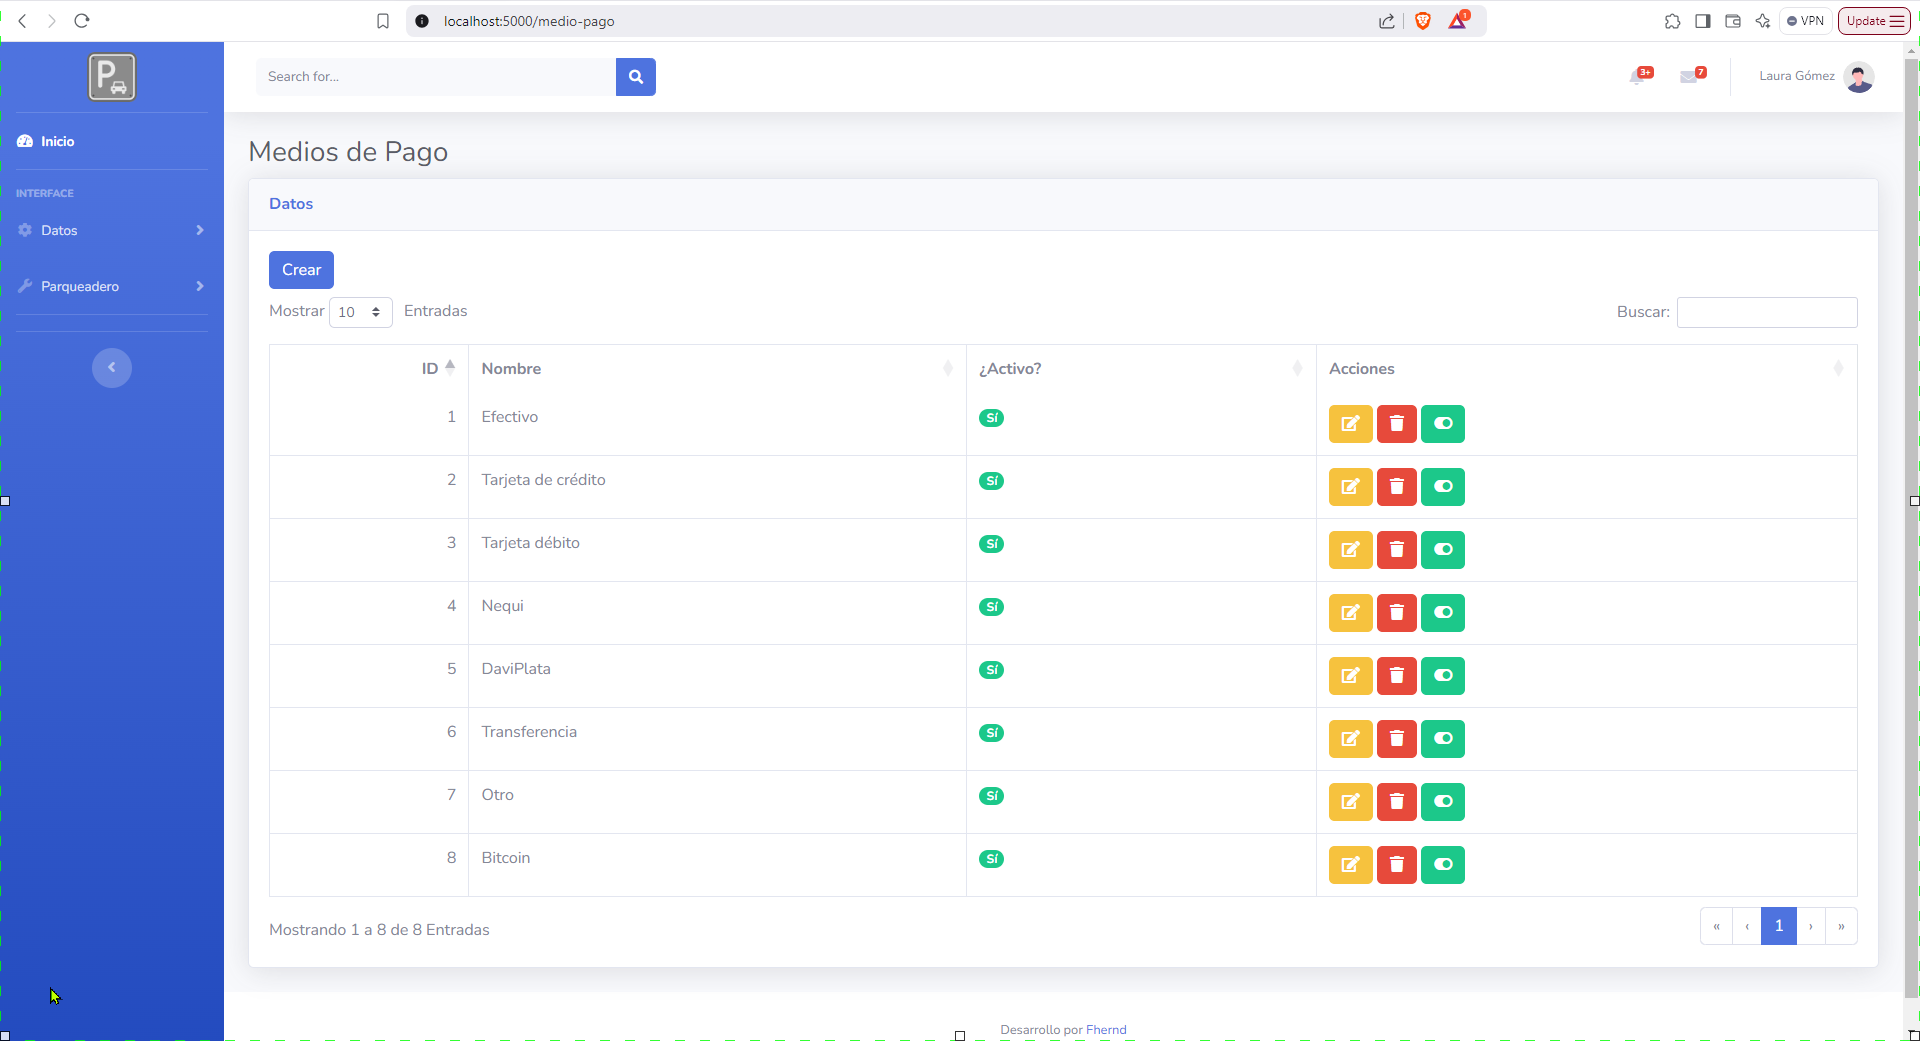 localhost:5000/medio-pago
1
VPN
Update
P
Search for...
3+
7
Laura Gómez
Inicio
INTERFACE
Datos
Parqueadero
Medios de Pago
Datos
Crear
Mostrar 10 Entradas
Buscar:
ID Nombre ¿Activo? Acciones
1 Efectivo Sí
2 Tarjeta de crédito Sí
3 Tarjeta débito Sí
4 Nequi Sí
5 DaviPlata Sí
6 Transferencia Sí
7 Otro Sí
8 Bitcoin Sí
Mostrando 1 a 8 de 8 Entradas
« ‹ 1 › »
Desarrollo por Fhernd